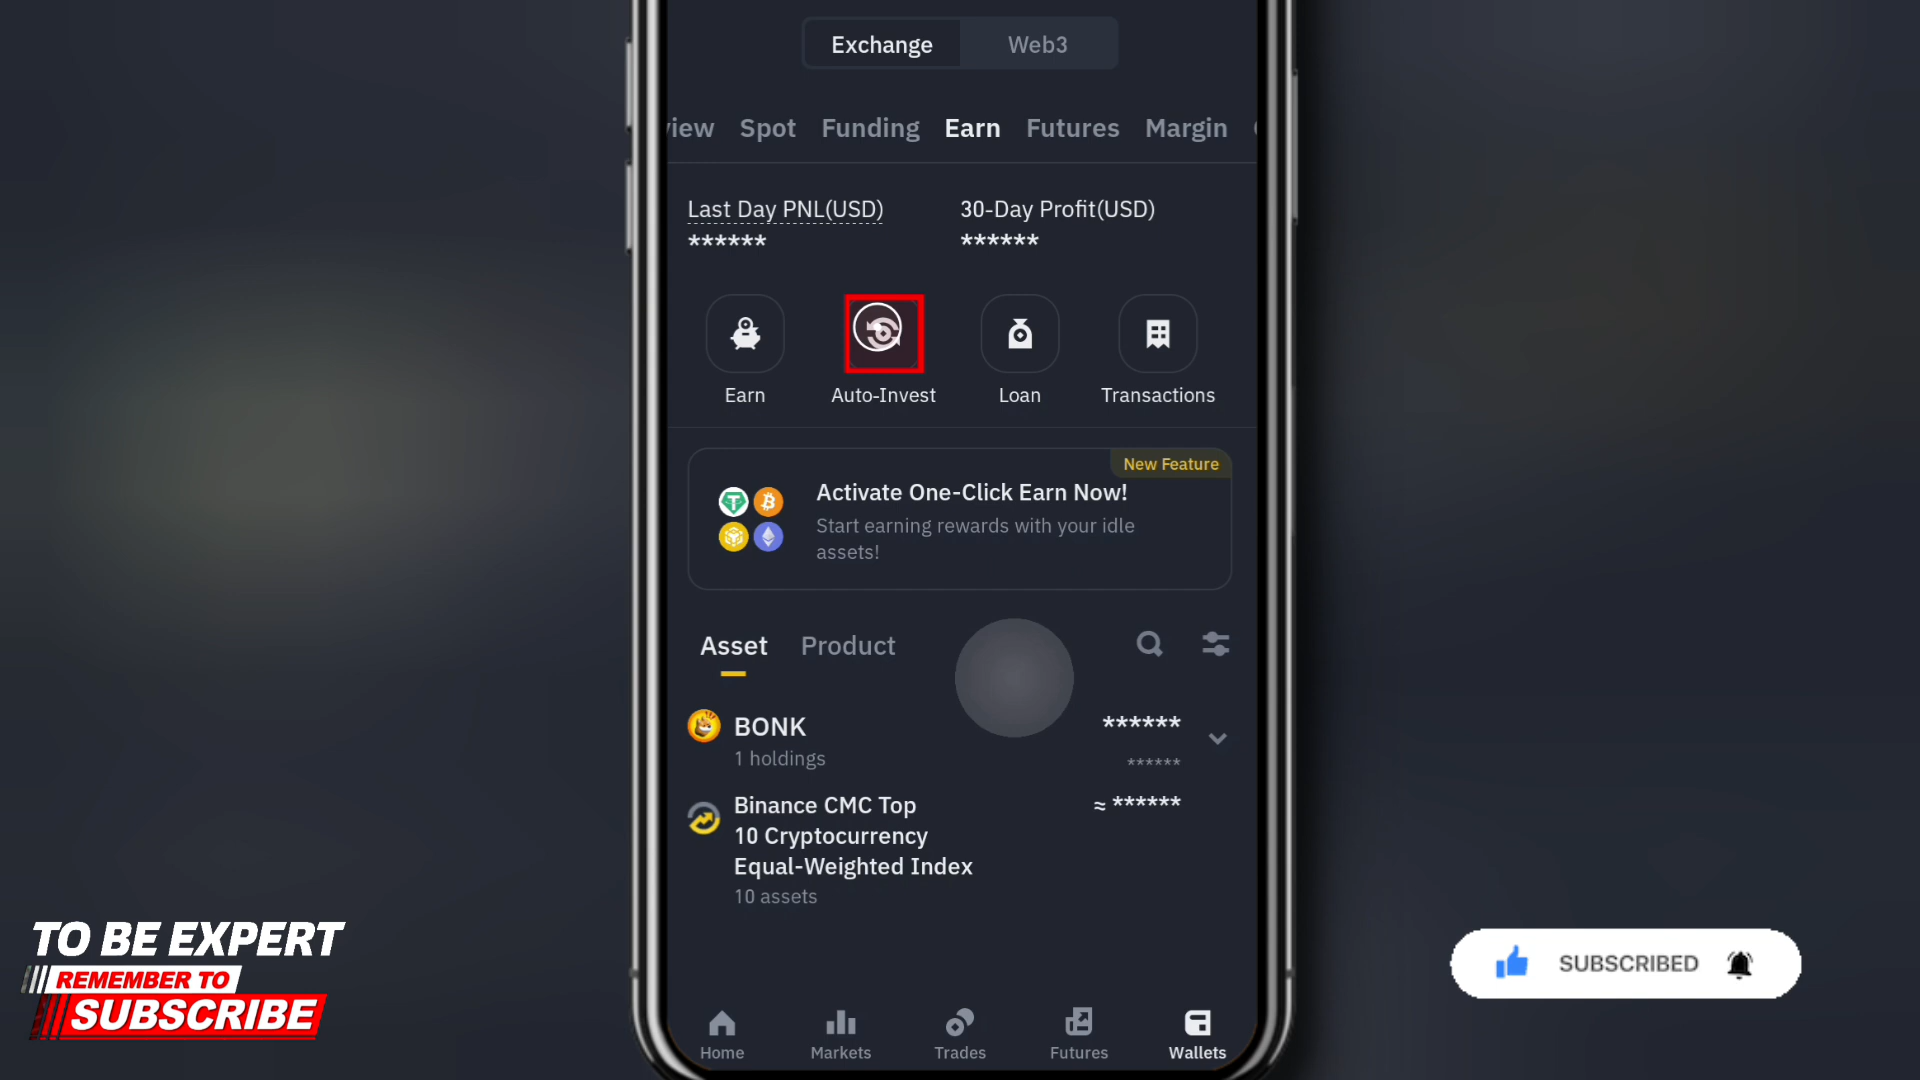 Exchange Web3
view Spot Funding Earn Futures Margin
Last Day PNL(USD) 30-Day Profit(USD)
****** ******
Earn Auto-Invest Loan Transactions
New Feature
Activate One-Click Earn Now!
Start earning rewards with your idle
assets!
Asset Product
BONK ******
1 holdings ******
Binance CMC Top ≈ ******
10 Cryptocurrency
Equal-Weighted Index
10 assets
Home Markets Trades Futures Wallets
TO BE EXPERT
REMEMBER TO
SUBSCRIBE
SUBSCRIBED